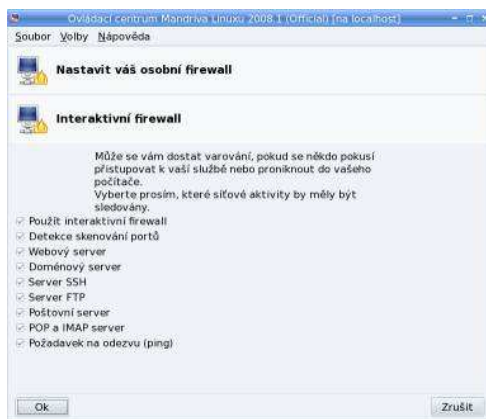 Ovládací centrum Mandriva Linuxu 2008.1 (Official) [na localhost]
Soubor Volby Nápověda
Nastavit váš osobní firewall
Interaktivní firewall
Může se vám dostat varování, pokud se někdo pokusí
přistupovat k vaší službě nebo proniknout do vašeho
počítače.
Vyberte prosím, které síťové aktivity by měly být
sledovány.
Použít interaktivní firewall
Detekce skenování portů
Webový server
Doménový server
Server SSH
Server FTP
Poštovní server
POP a IMAP server
Požadavek na odezvu (ping)
Ok Zrušit